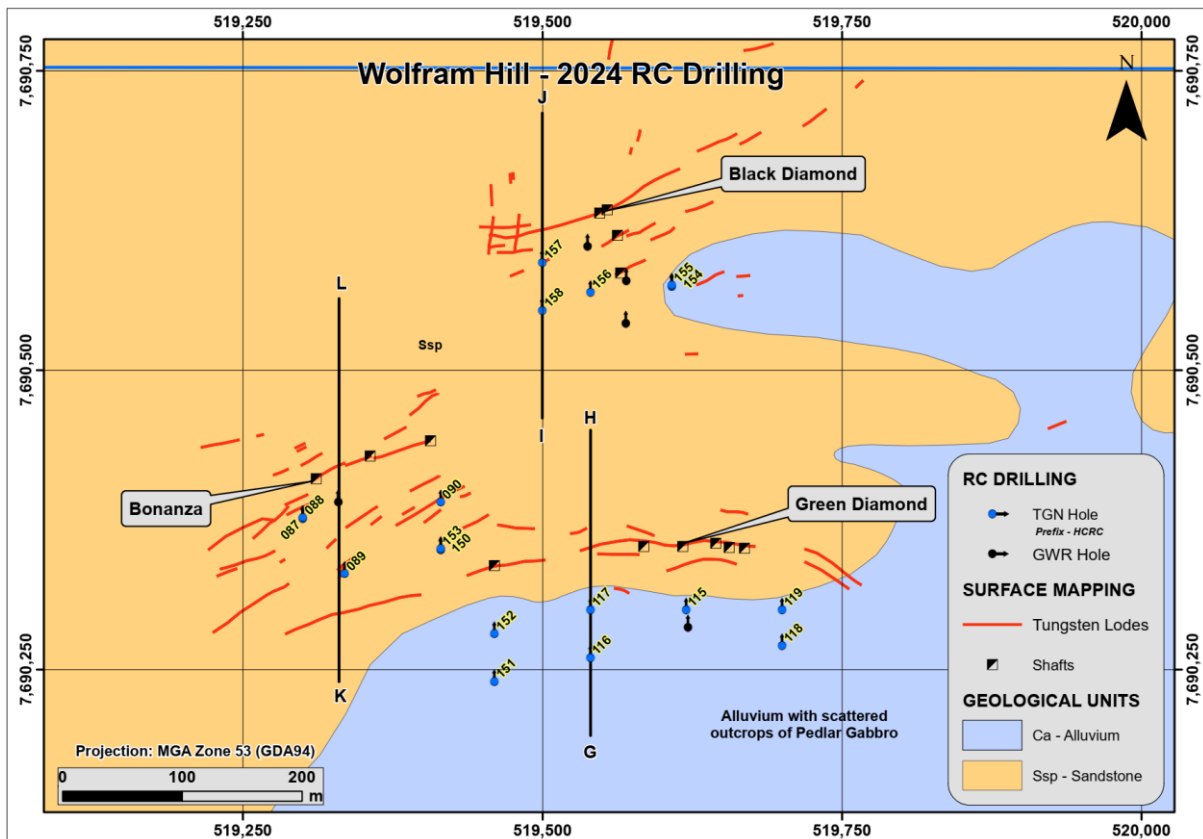 519,250
519,500
519,750
520,000
7,690,750
7,690,750
Wolfram Hill - 2024 RC Drilling
N
J
Black Diamond
157
158
156
155
154
L
Ssp
7,690,500
7,690,500
I
H
Bonanza
087
088
090
089
153
150
Green Diamond
152
151
117
116
115
119
118
K
G
7,690,250
7,690,250
Alluvium with scattered
outcrops of Pedlar Gabbro
RC DRILLING
TGN Hole
Prefix - HCRC
GWR Hole
SURFACE MAPPING
Tungsten Lodes
Shafts
GEOLOGICAL UNITS
Ca - Alluvium
Ssp - Sandstone
Projection: MGA Zone 53 (GDA94)
0 100 200
m
519,250
519,500
519,750
520,000